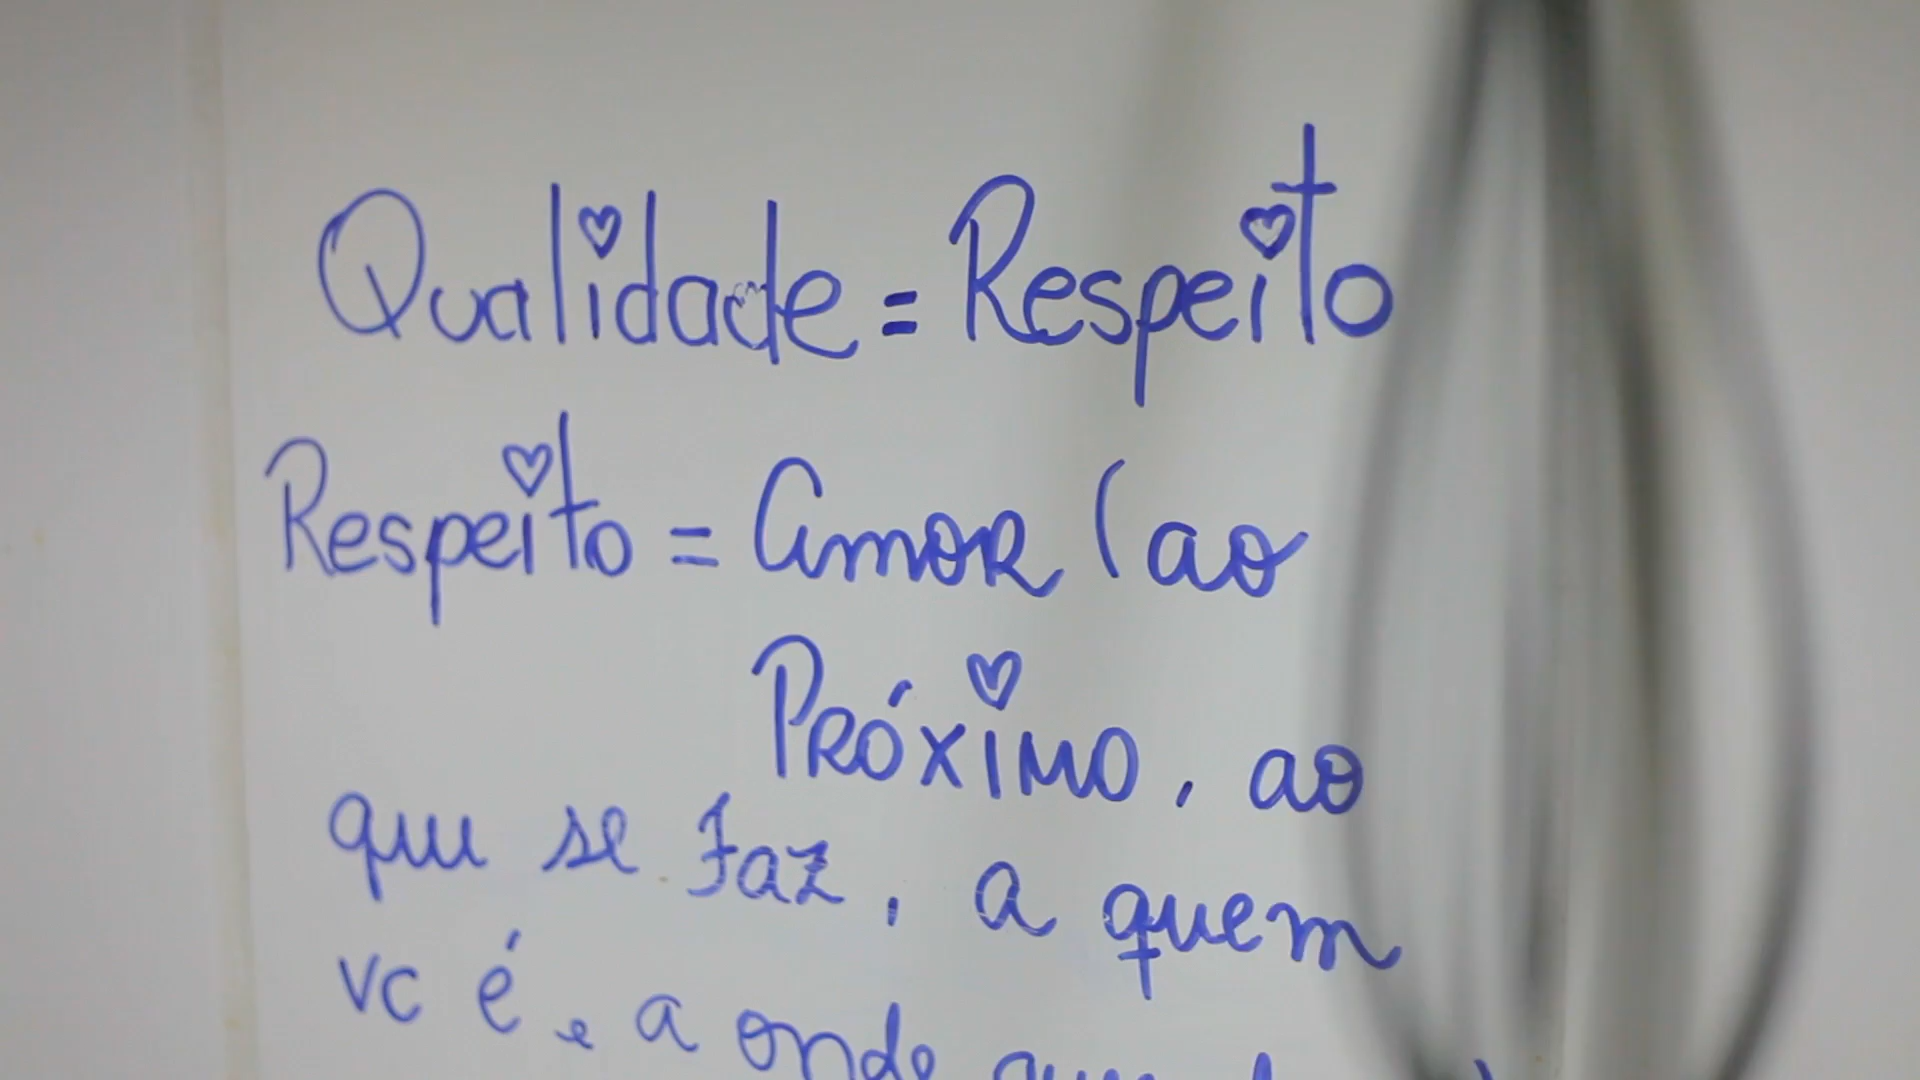 Qualidade = Respeito
Respeito = Amor (ao
Próximo, ao
que se Faz, a quem
vc é, e a onde